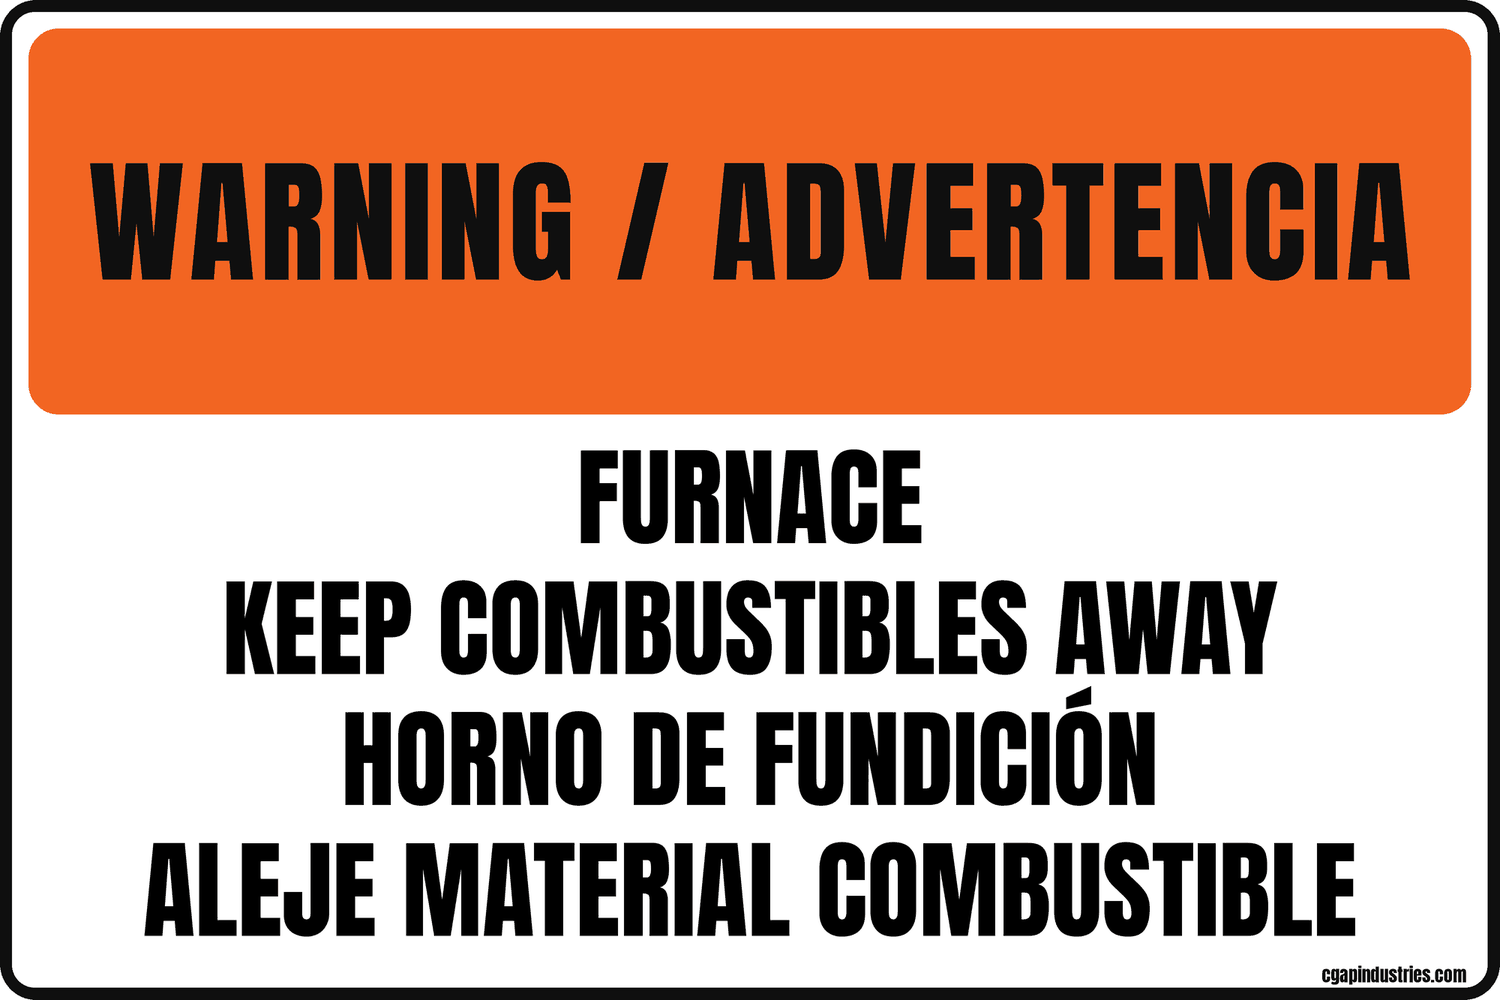 WARNING / ADVERTENCIA
FURNACE
KEEP COMBUSTIBLES AWAY
HORNO DE FUNDICIÓN
ALEJE MATERIAL COMBUSTIBLE
cgapindustries.com